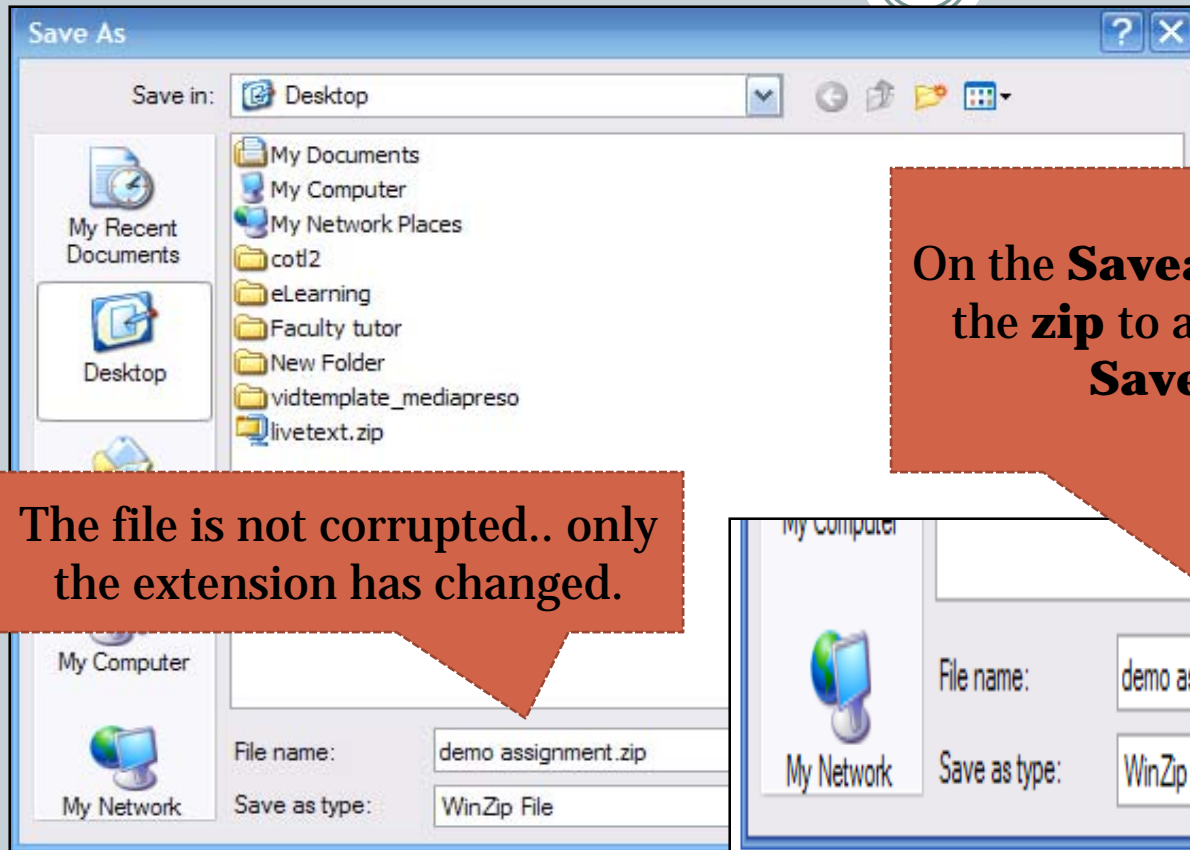 Save As
Save in: Desktop
My Documents
My Computer
My Network Places
cotl2
eLearning
Faculty tutor
New Folder
vidtemplate_mediapreso
livetext.zip
My Recent
Documents
Desktop
On the
the zip to
Save
The file is not corrupted.. only
the extension has changed.
My Computer
My Network
File name: demo assignment.zip
Save as type: WinZip File
My Computer
My Network
File name: demo
Save as type: WinZip